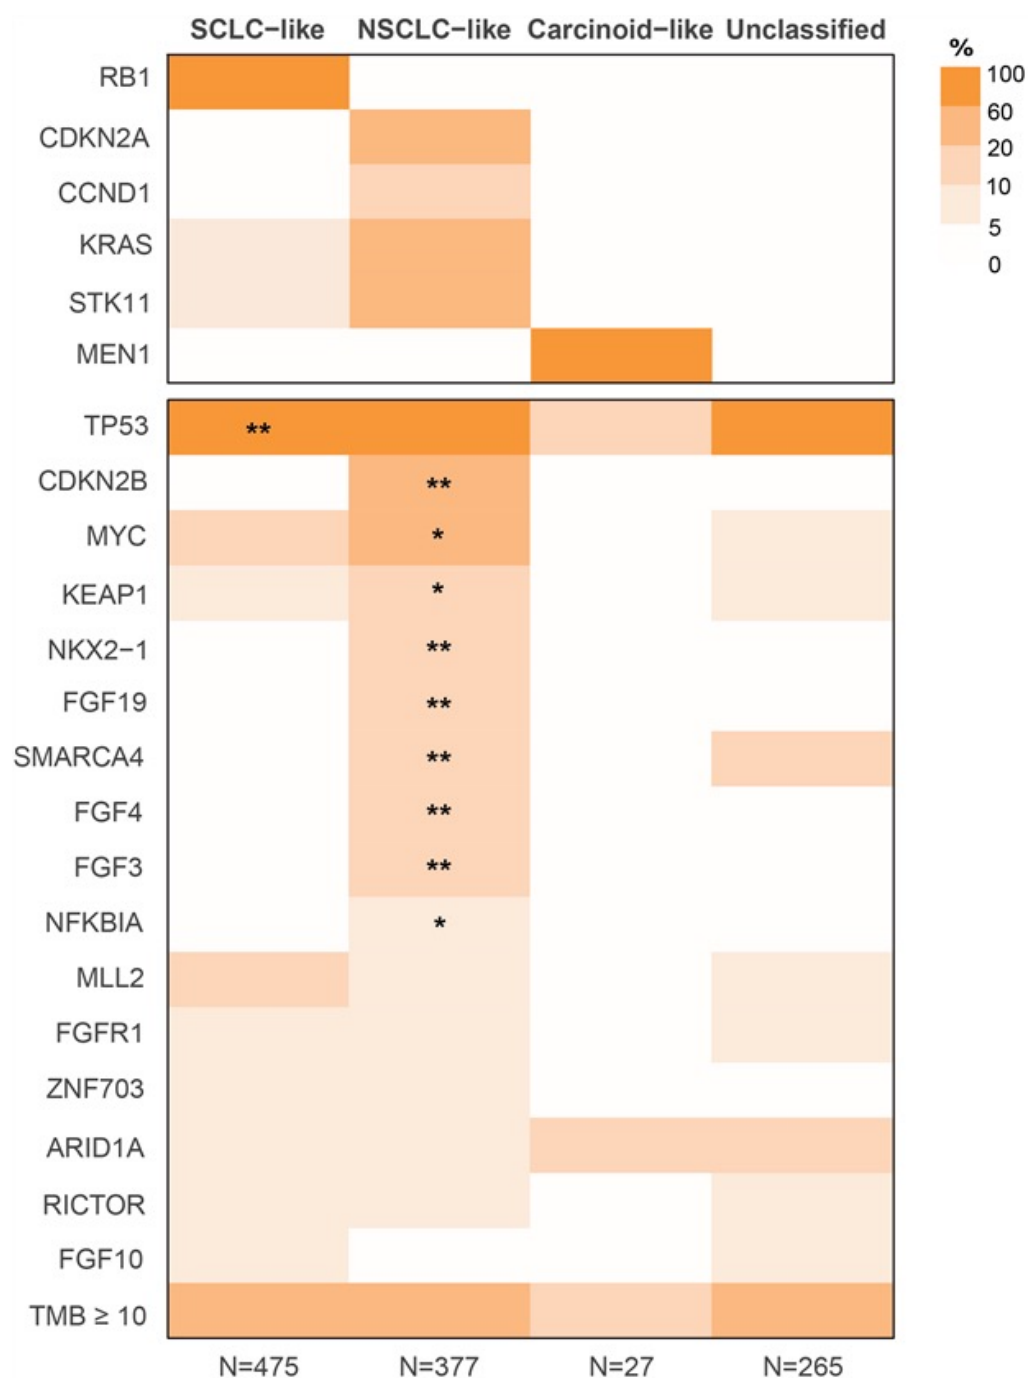 SCLC−like NSCLC−like Carcinoid−like Unclassified
%
RB1
100
60
CDKN2A
20
CCND1
10
5
KRAS
0
STK11
MEN1
TP53 **
CDKN2B **
MYC *
KEAP1 *
NKX2−1 **
FGF19 **
SMARCA4 **
FGF4 **
FGF3 **
NFKBIA *
MLL2
FGFR1
ZNF703
ARID1A
RICTOR
FGF10
TMB ≥ 10
N=475 N=377 N=27 N=265